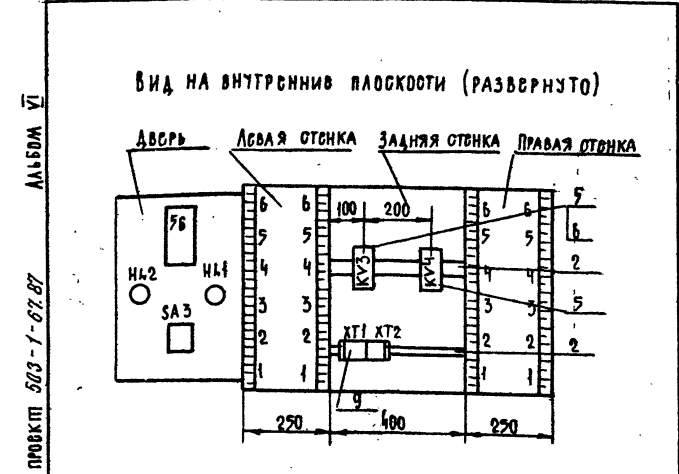 Альбом VI
проект 503-1-67.87
Вид на внутренние плоскости (развернуто)
Дверь
Левая стенка
Задняя стенка
Правая стенка
56
HL2
HL1
SA3
6 6 6 6
5 5 5 5
4 4 4 4
3 3 3 3
2 2 2 2
1 1 1 1
100 200
KV3 KV4
XT1 XT2
5
6
2
5
2
9
250 400 250